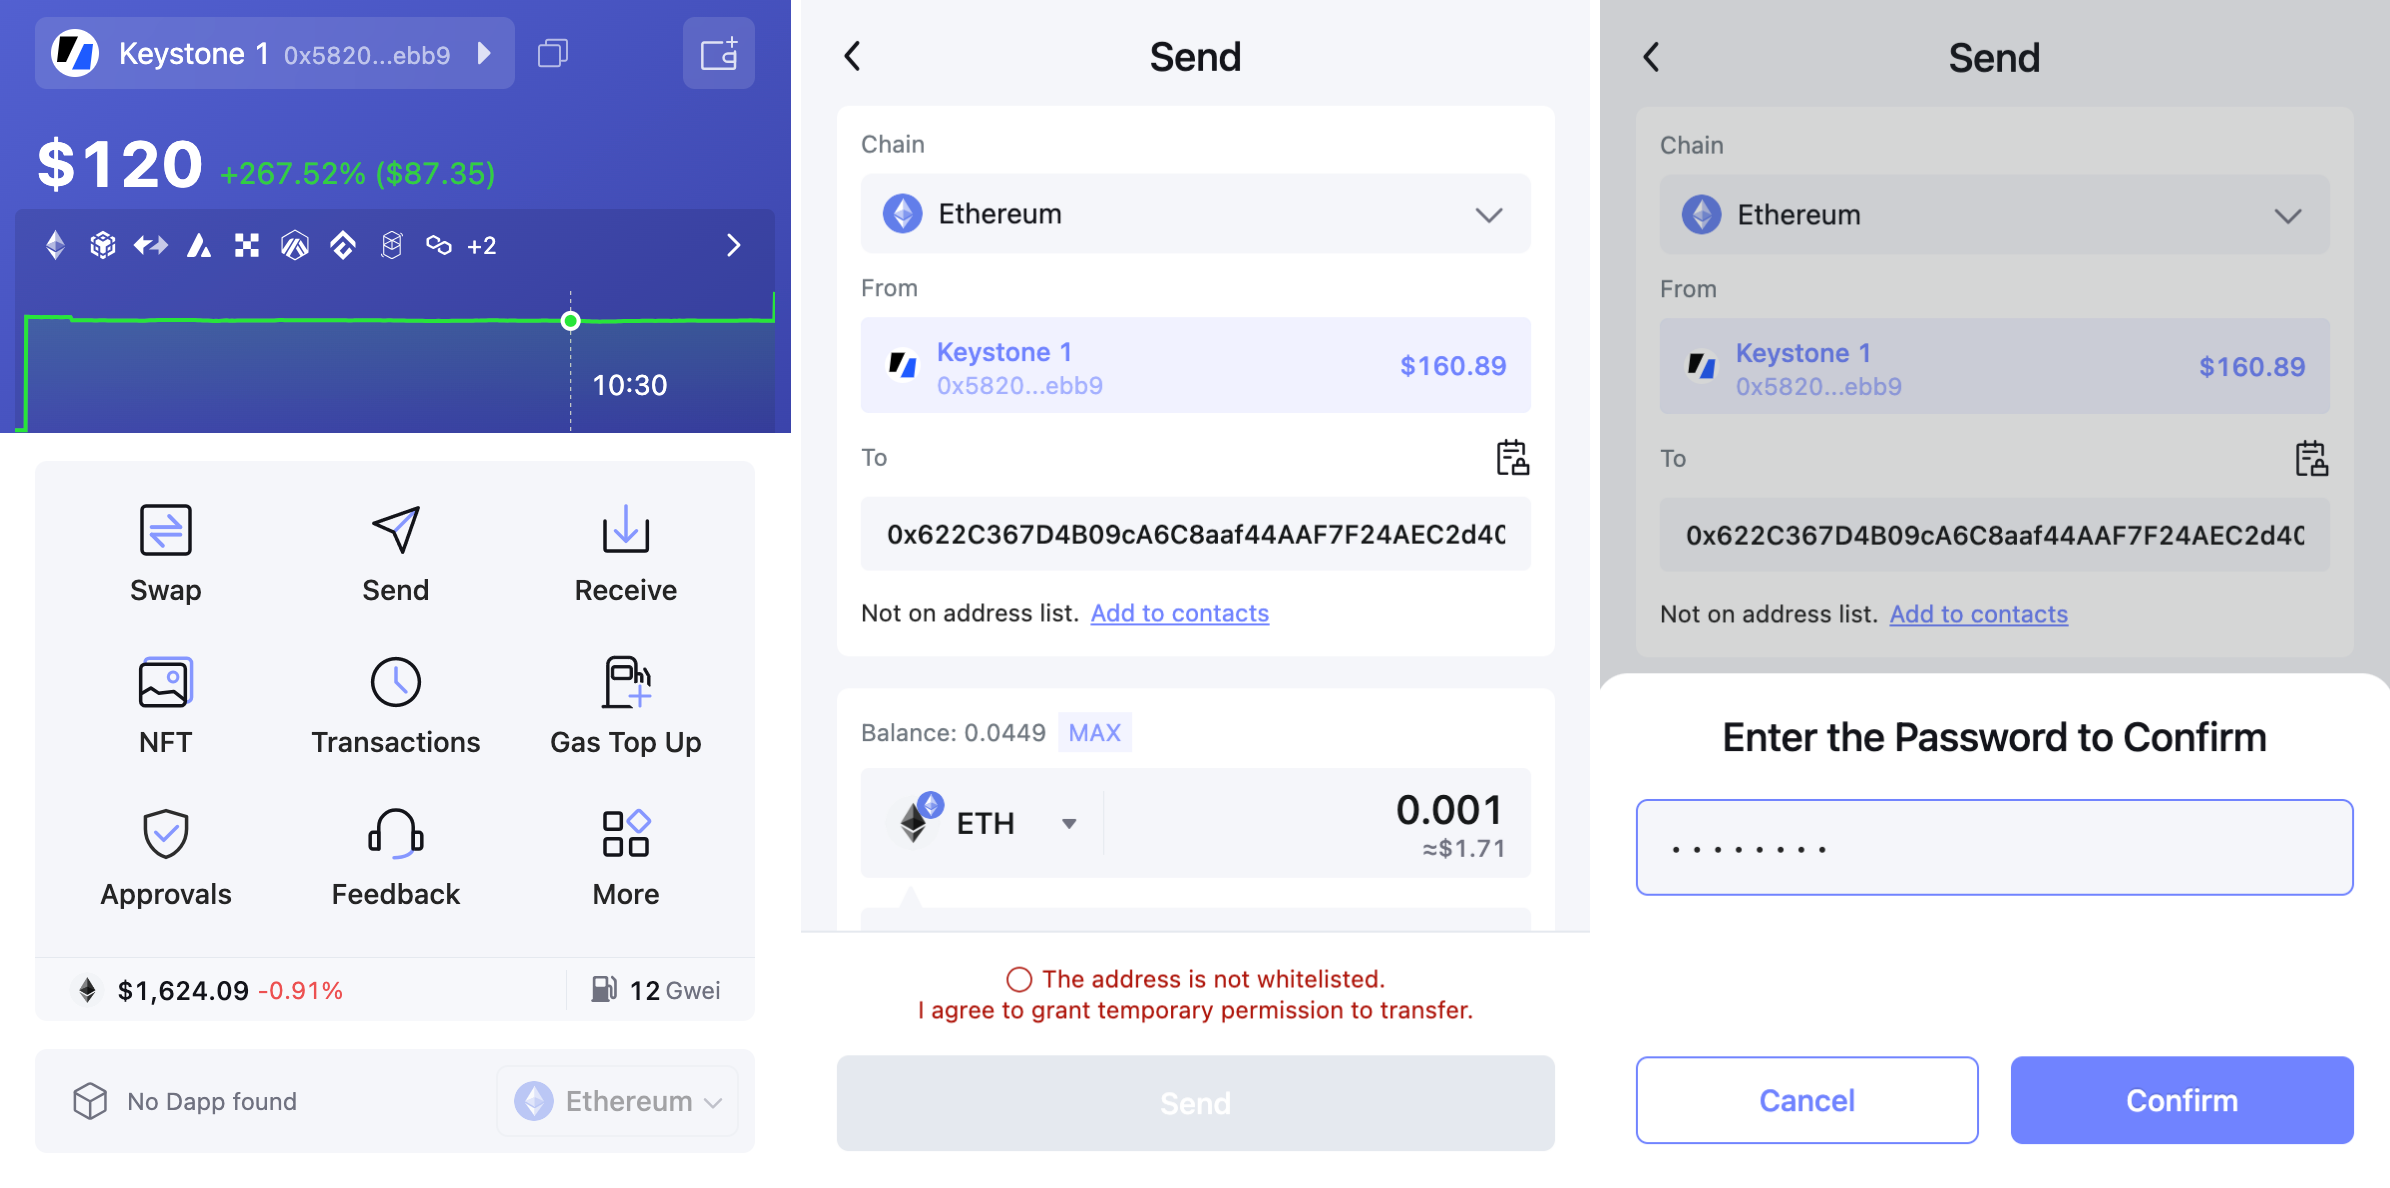 Keystone 1 0x5820...ebb9
$120 +267.52% ($87.35)
+2
10:30
Swap
Send
Receive
NFT
Transactions
Gas Top Up
Approvals
Feedback
More
$1,624.09 -0.91%
12 Gwei
No Dapp found
Ethereum
Send
Chain
Ethereum
From
Keystone 1
0x5820...ebb9
$160.89
To
0x622C367D4B09cA6C8aaf44AAF7F24AEC2d40
Not on address list. Add to contacts
Balance: 0.0449 MAX
ETH
0.001
≈$1.71
The address is not whitelisted.
I agree to grant temporary permission to transfer.
Send
Send
Chain
Ethereum
From
Keystone 1
0x5820...ebb9
$160.89
To
0x622C367D4B09cA6C8aaf44AAF7F24AEC2d40
Not on address list. Add to contacts
Enter the Password to Confirm
Cancel
Confirm